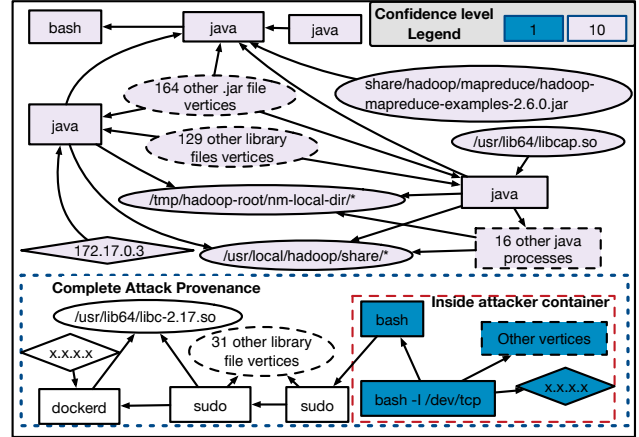 Confidence level
Legend
1
10
bash
java
java
164 other .jar file
vertices
share/hadoop/mapreduce/hadoop-
mapreduce-examples-2.6.0.jar
java
129 other library
files vertices
/usr/lib64/libcap.so
/tmp/hadoop-root/nm-local-dir/*
java
172.17.0.3
/usr/local/hadoop/share/*
16 other java
processes
Complete Attack Provenance
Inside attacker container
/usr/lib64/libc-2.17.so
bash
31 other library
file vertices
Other vertices
x.x.x.x
x.x.x.x
dockerd
sudo
sudo
bash -I /dev/tcp